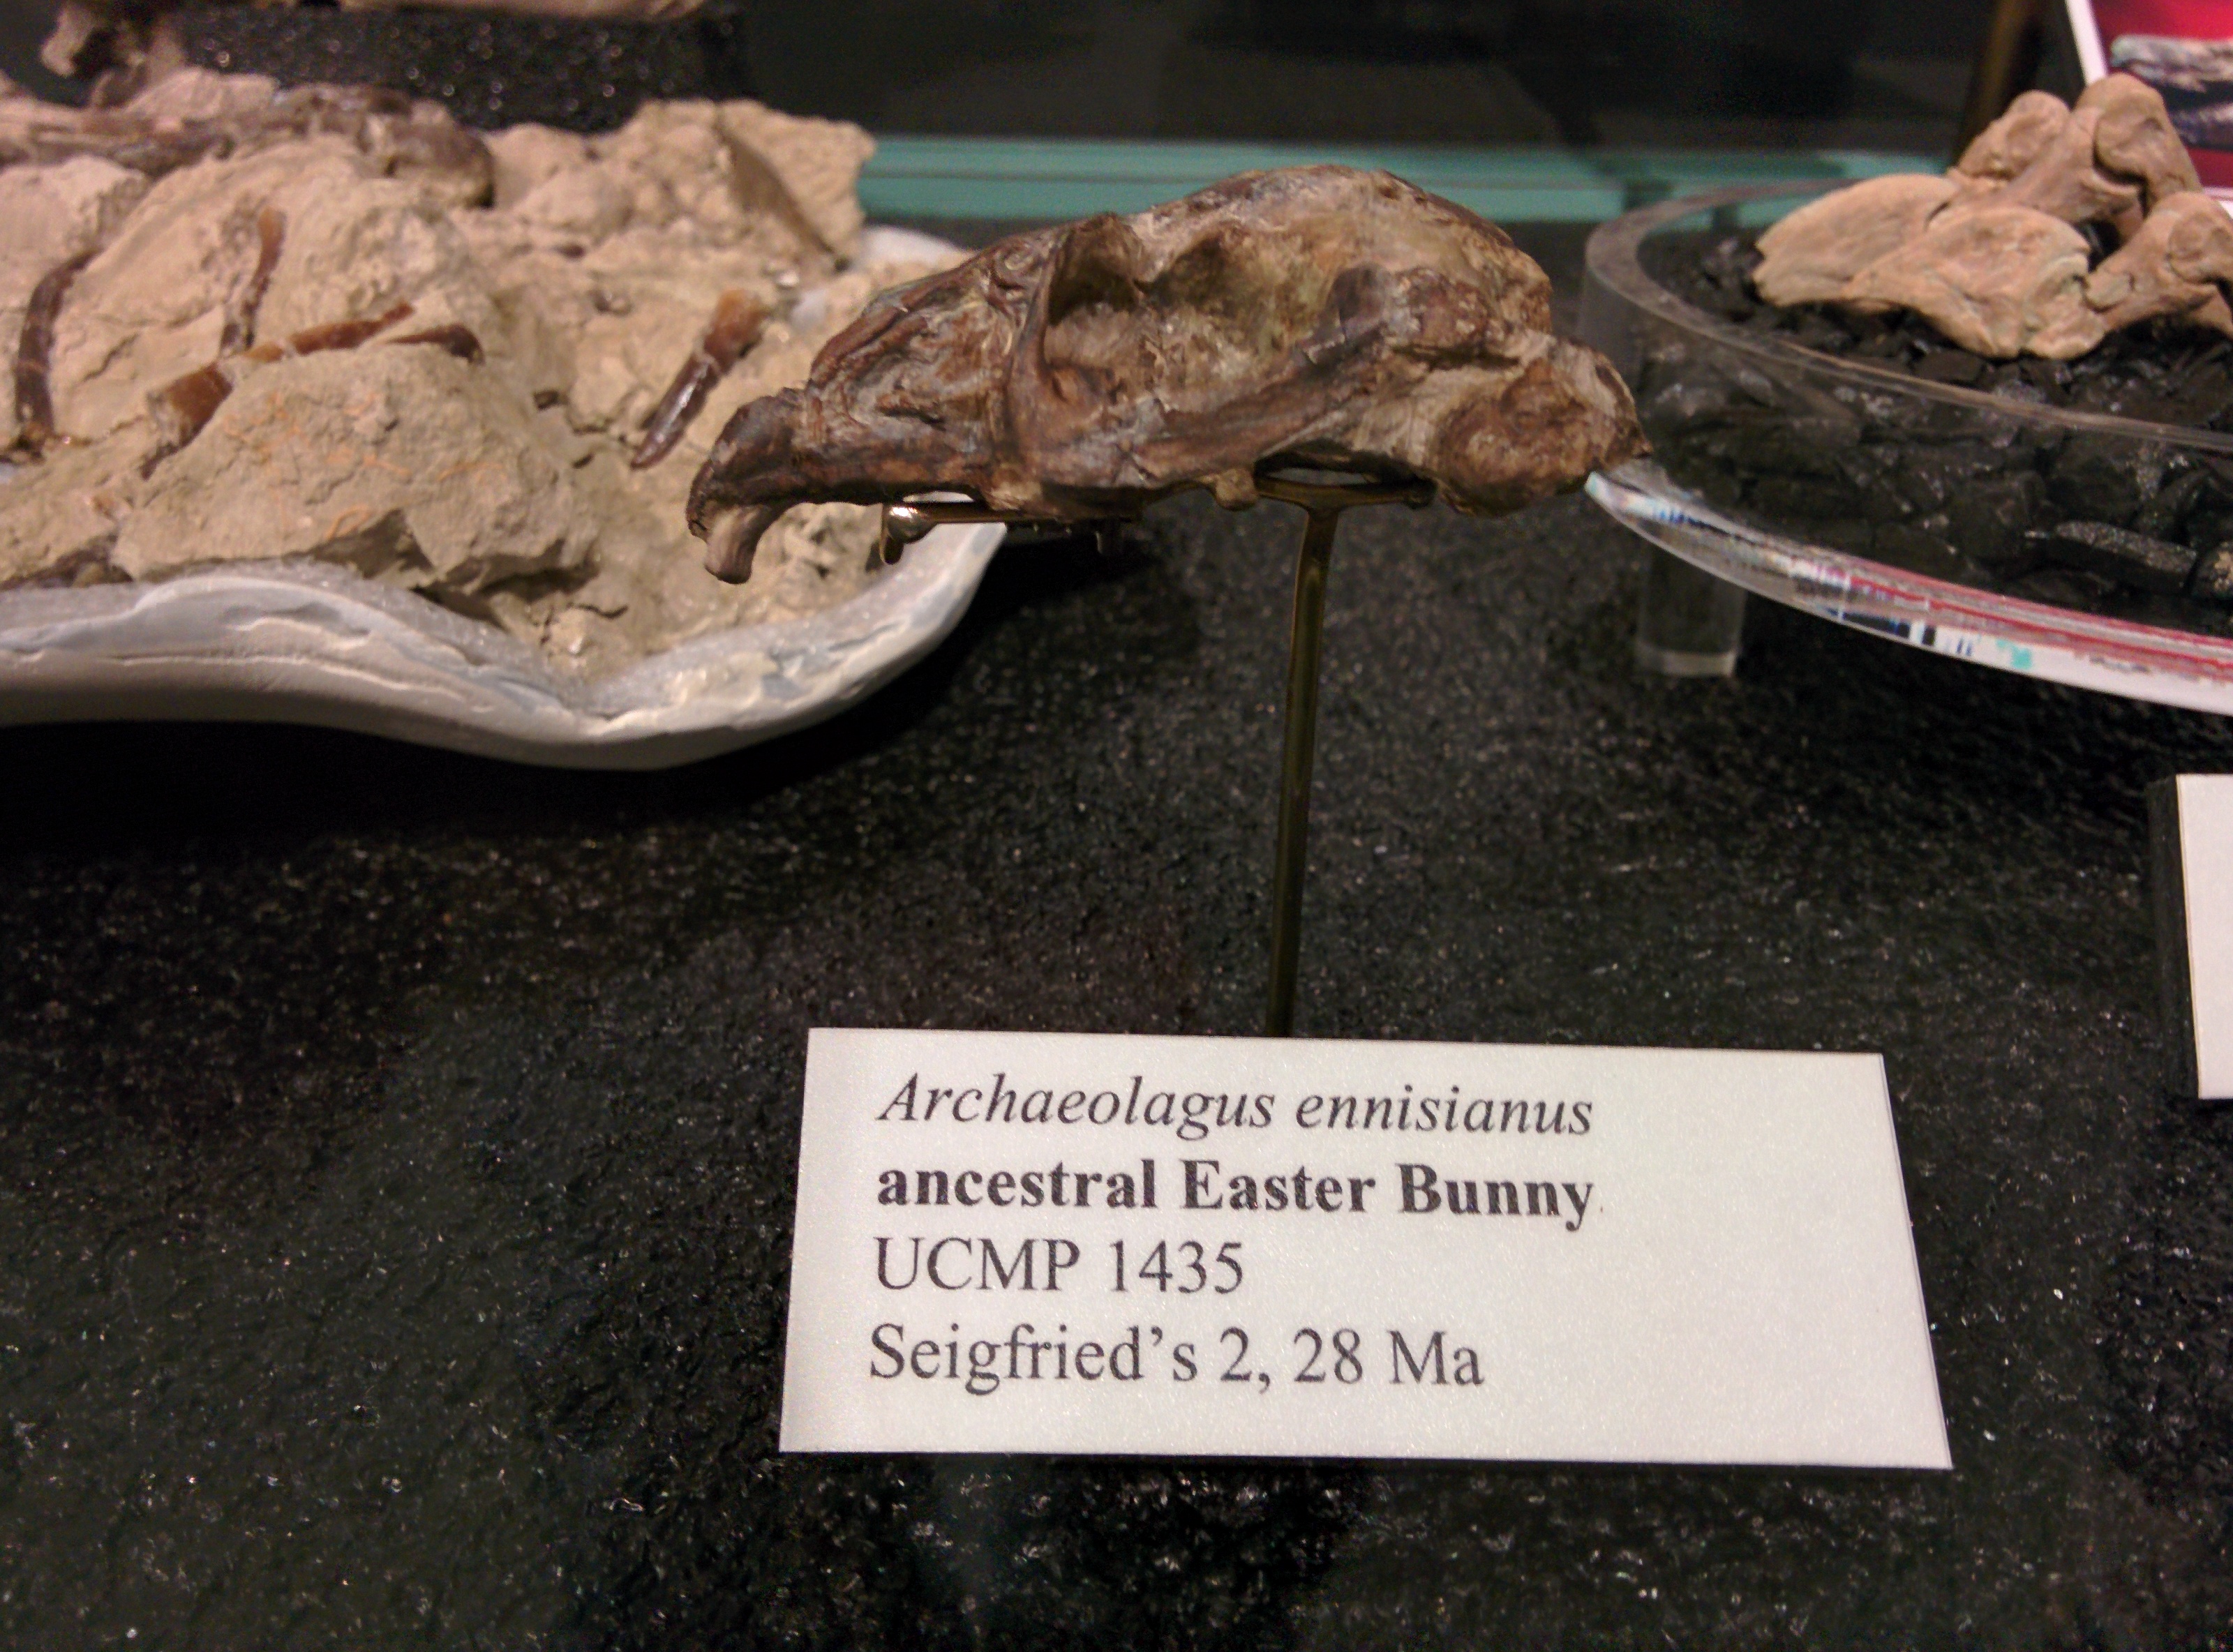 Archaeolagus ennisianus
ancestral Easter Bunny
UCMP 1435
Seigfried’s 2, 28 Ma